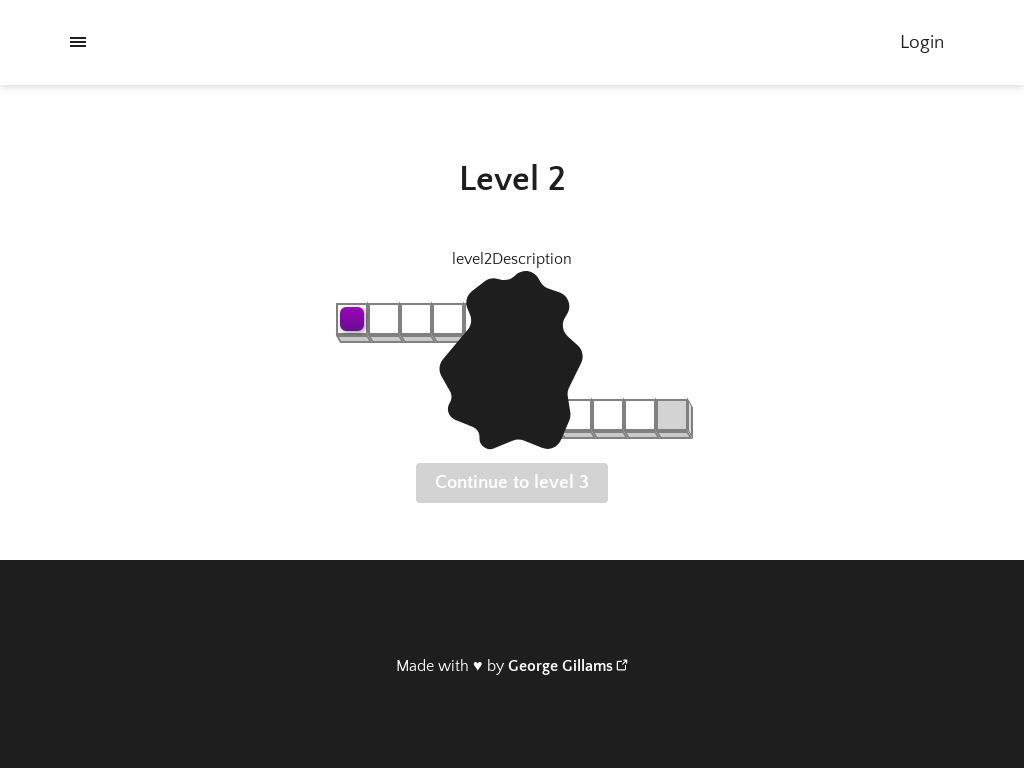 Login
Level 2
level2Description
Continue to level 3
Made with ♥ by George Gillams